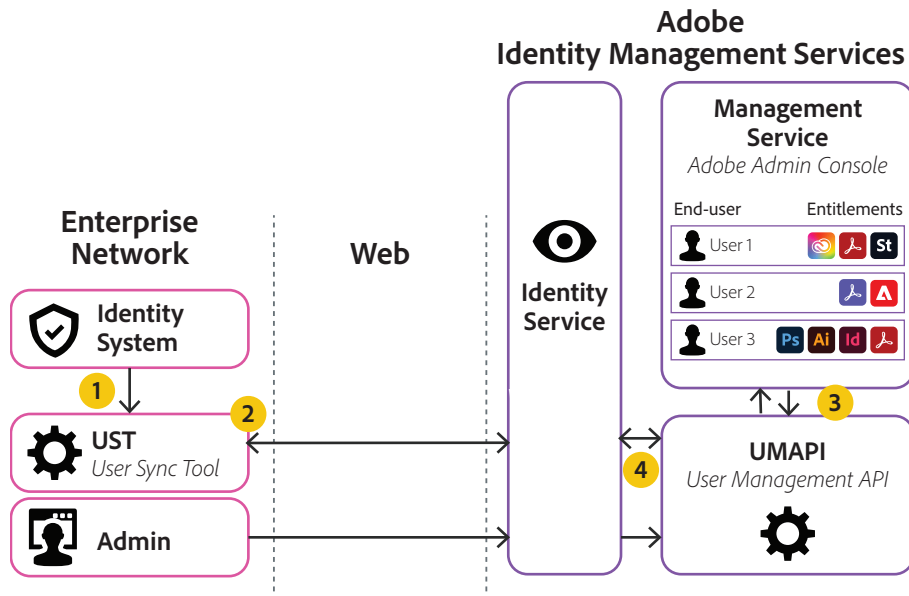 Adobe
Identity Management Services
Enterprise
Network
Web
Identity
System
1
UST
User Sync Tool
2
Admin
Identity
Service
Management
Service
Adobe Admin Console
End-user
Entitlements
User 1
St
User 2
User 3
Ps
Ai
Id
3
4
UMAPI
User Management API